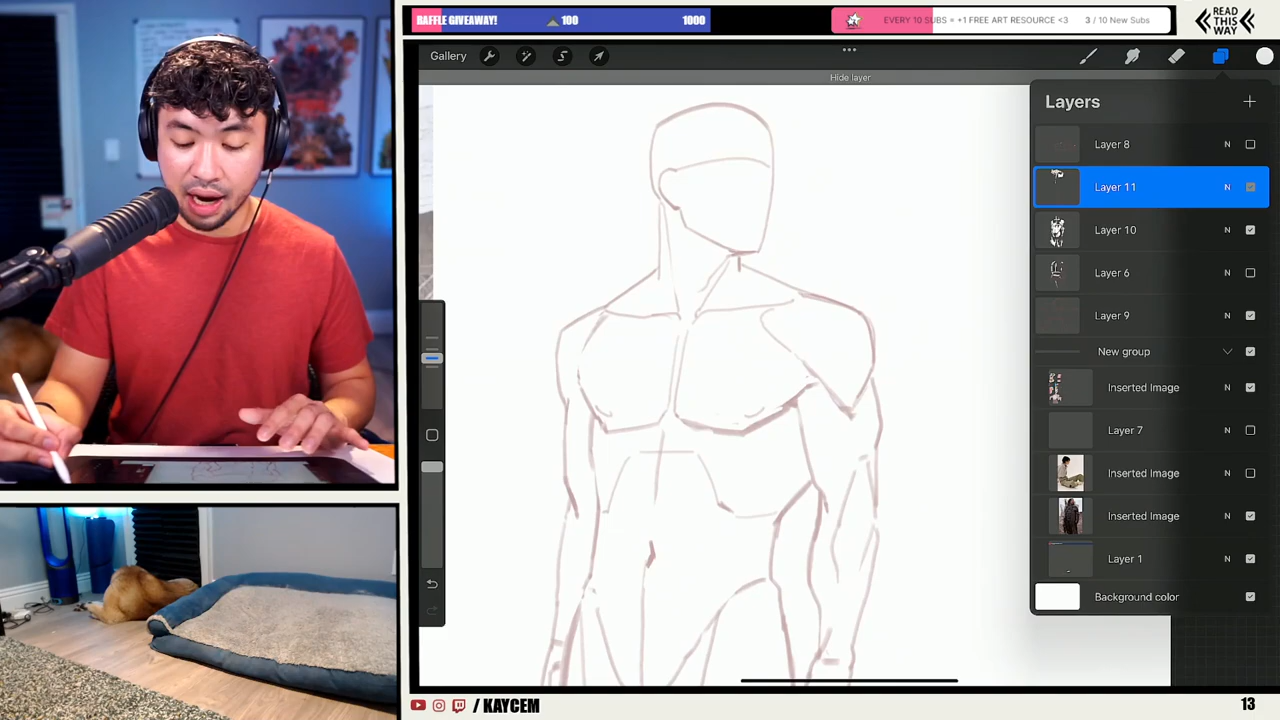 RAFFLE GIVEAWAY! 100 1000
EVERY 10 SUBS = +1 FREE ART RESOURCE <3 3 / 10 New Subs
READ
THIS
WAY
Gallery
Hide layer
Layers
Layer 8 N
Layer 11 N
Layer 10 N
Layer 6 N
Layer 9 N
New group
Inserted Image N
Layer 7 N
Inserted Image N
Inserted Image N
Layer 1 N
Background color
/ KAYCEM
13